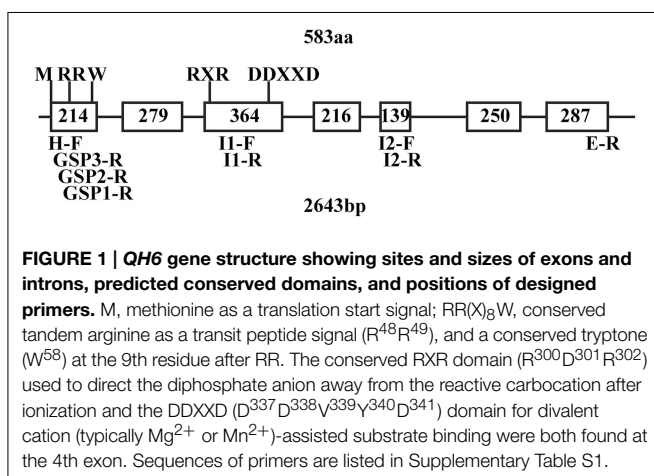 583aa
M RR W RXR DDXXD
214 279 364 216 139 250 287
H-F I1-F I2-F E-R
GSP3-R I1-R I2-R
GSP2-R
GSP1-R
2643bp
FIGURE 1 | QH6 gene structure showing sites and sizes of exons and
introns, predicted conserved domains, and positions of designed
primers. M, methionine as a translation start signal; RR(X)8W, conserved
tandem arginine as a transit peptide signal (R48R49), and a conserved tryptone
(W58) at the 9th residue after RR. The conserved RXR domain (R300D301R302)
used to direct the diphosphate anion away from the reactive carbocation after
ionization and the DDXXD (D337D338V339Y340D341) domain for divalent
cation (typically Mg2+ or Mn2+)-assisted substrate binding were both found at
the 4th exon. Sequences of primers are listed in Supplementary Table S1.